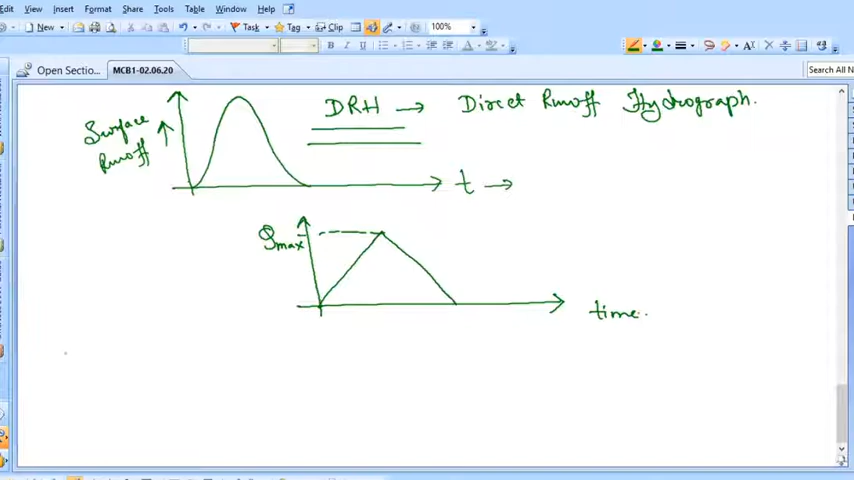 Edit View Insert Format Share Tools Table Window Help
New Task Tag Clip 100%
Open Sectio... MCB1-02.06.20 Search All N
Surface Runoff DRH → Direct Runoff Hydrograph.
t →
Qmax
time.